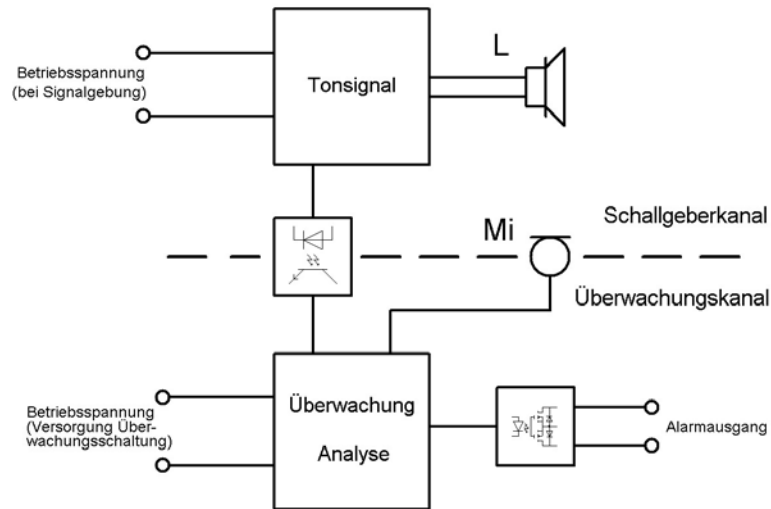 Betriebsspannung
(bei Signalgebung)
Tonsignal
L
Mi
Schallgeberkanal
Überwachungskanal
Betriebsspannung
(Versorgung Über-
wachungsschaltung)
Überwachung
Analyse
Alarmausgang